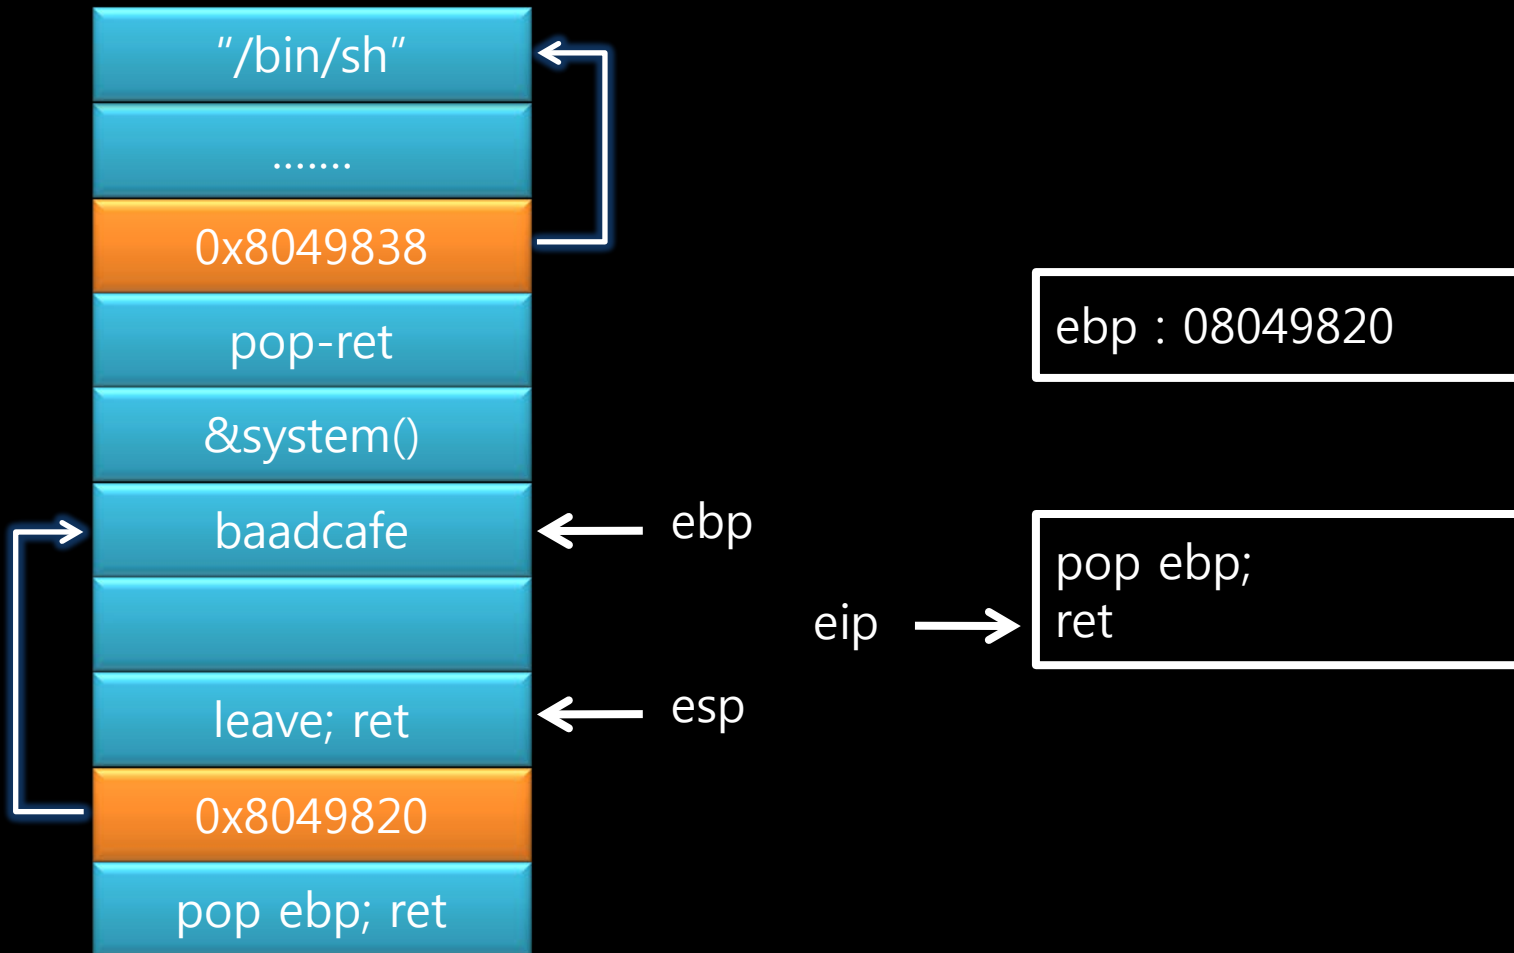 “/bin/sh”
.......
0x8049838
pop-ret
&system()
baadcafe
leave; ret
0x8049820
pop ebp; ret
ebp
esp
eip
ebp : 08049820
pop ebp;
ret